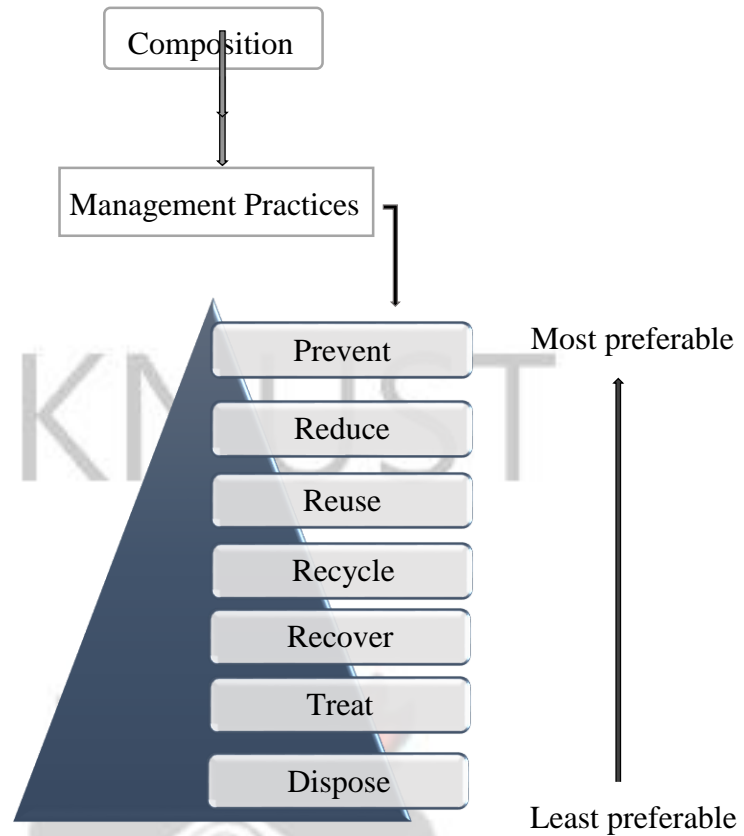 Composition
Management Practices
KNUST
Prevent
Most preferable
Reduce
Reuse
Recycle
Recover
Treat
Dispose
Least preferable